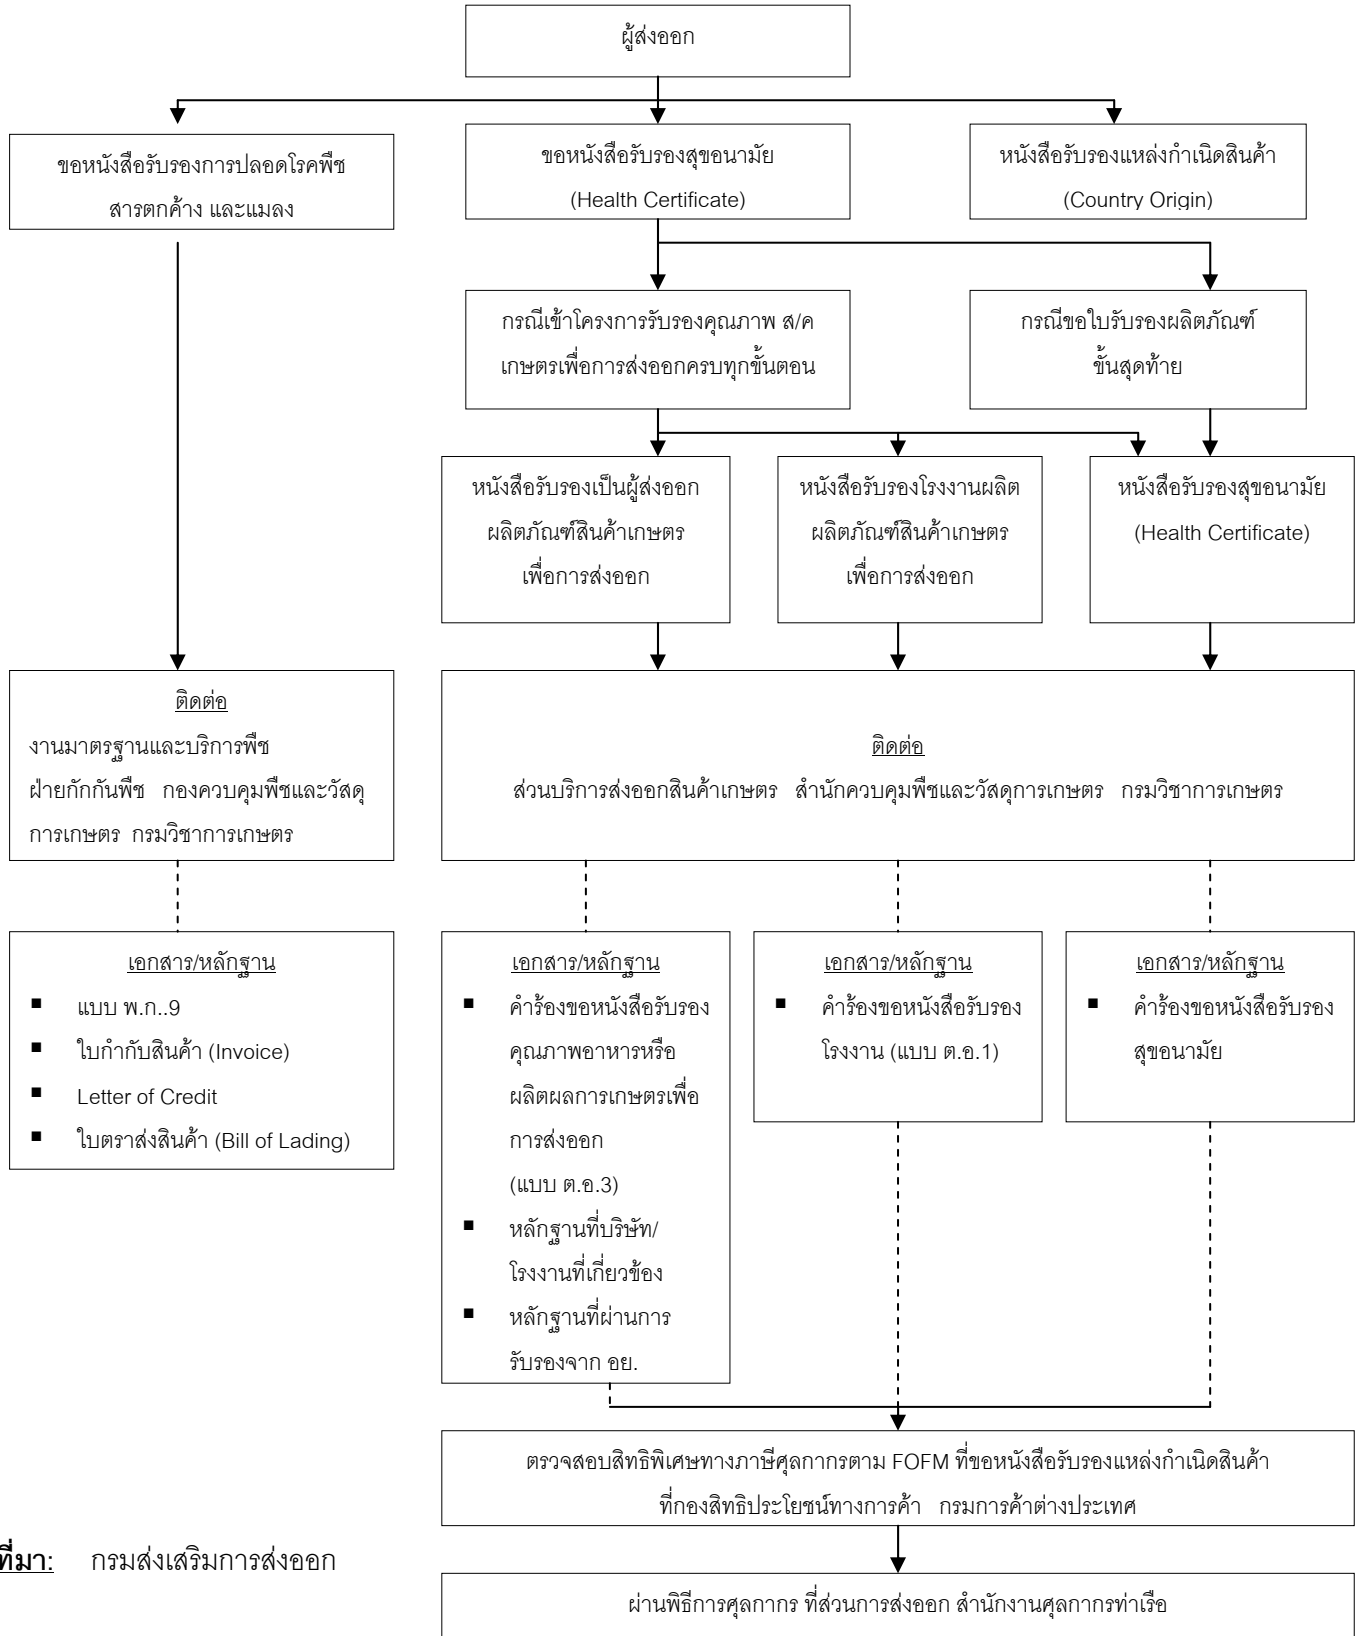 ผู้ส่งออก
ขอหนังสือรับรองการปลอดโรคพืช
สารตกค้าง และแมลง
ขอหนังสือรับรองสุขอนามัย
(Health Certificate)
หนังสือรับรองแหล่งกำเนิดสินค้า
(Country Origin)
กรณีเข้าโครงการรับรองคุณภาพ ส/ค
เกษตรเพื่อการส่งออกครบทุกขั้นตอน
กรณีขอใบรับรองผลิตภัณฑ์
ขั้นสุดท้าย
หนังสือรับรองเป็นผู้ส่งออก
ผลิตภัณฑ์สินค้าเกษตร
เพื่อการส่งออก
หนังสือรับรองโรงงานผลิต
ผลิตภัณฑ์สินค้าเกษตร
เพื่อการส่งออก
หนังสือรับรองสุขอนามัย
(Health Certificate)
ติดต่อ
งานมาตรฐานและบริการพืช
ฝ่ายกักกันพืช กองควบคุมพืชและวัสดุ
การเกษตร กรมวิชาการเกษตร
ติดต่อ
ส่วนบริการส่งออกสินค้าเกษตร สำนักควบคุมพืชและวัสดุการเกษตร กรมวิชาการเกษตร
เอกสาร/หลักฐาน
▪ แบบ พ.ก..9
▪ ใบกำกับสินค้า (Invoice)
▪ Letter of Credit
▪ ใบตราส่งสินค้า (Bill of Lading)
เอกสาร/หลักฐาน
▪ คำร้องขอหนังสือรับรอง
คุณภาพอาหารหรือ
ผลิตผลการเกษตรเพื่อ
การส่งออก
(แบบ ต.อ.3)
▪ หลักฐานที่บริษัท/
โรงงานที่เกี่ยวข้อง
▪ หลักฐานที่ผ่านการ
รับรองจาก อย.
เอกสาร/หลักฐาน
▪ คำร้องขอหนังสือรับรอง
โรงงาน (แบบ ต.อ.1)
เอกสาร/หลักฐาน
▪ คำร้องขอหนังสือรับรอง
สุขอนามัย
ตรวจสอบสิทธิพิเศษทางภาษีศุลกากรตาม FOFM ที่ขอหนังสือรับรองแหล่งกำเนิดสินค้า
ที่กองสิทธิประโยชน์ทางการค้า กรมการค้าต่างประเทศ
ที่มา: กรมส่งเสริมการส่งออก
ผ่านพิธีการศุลกากร ที่ส่วนการส่งออก สำนักงานศุลกากรท่าเรือ